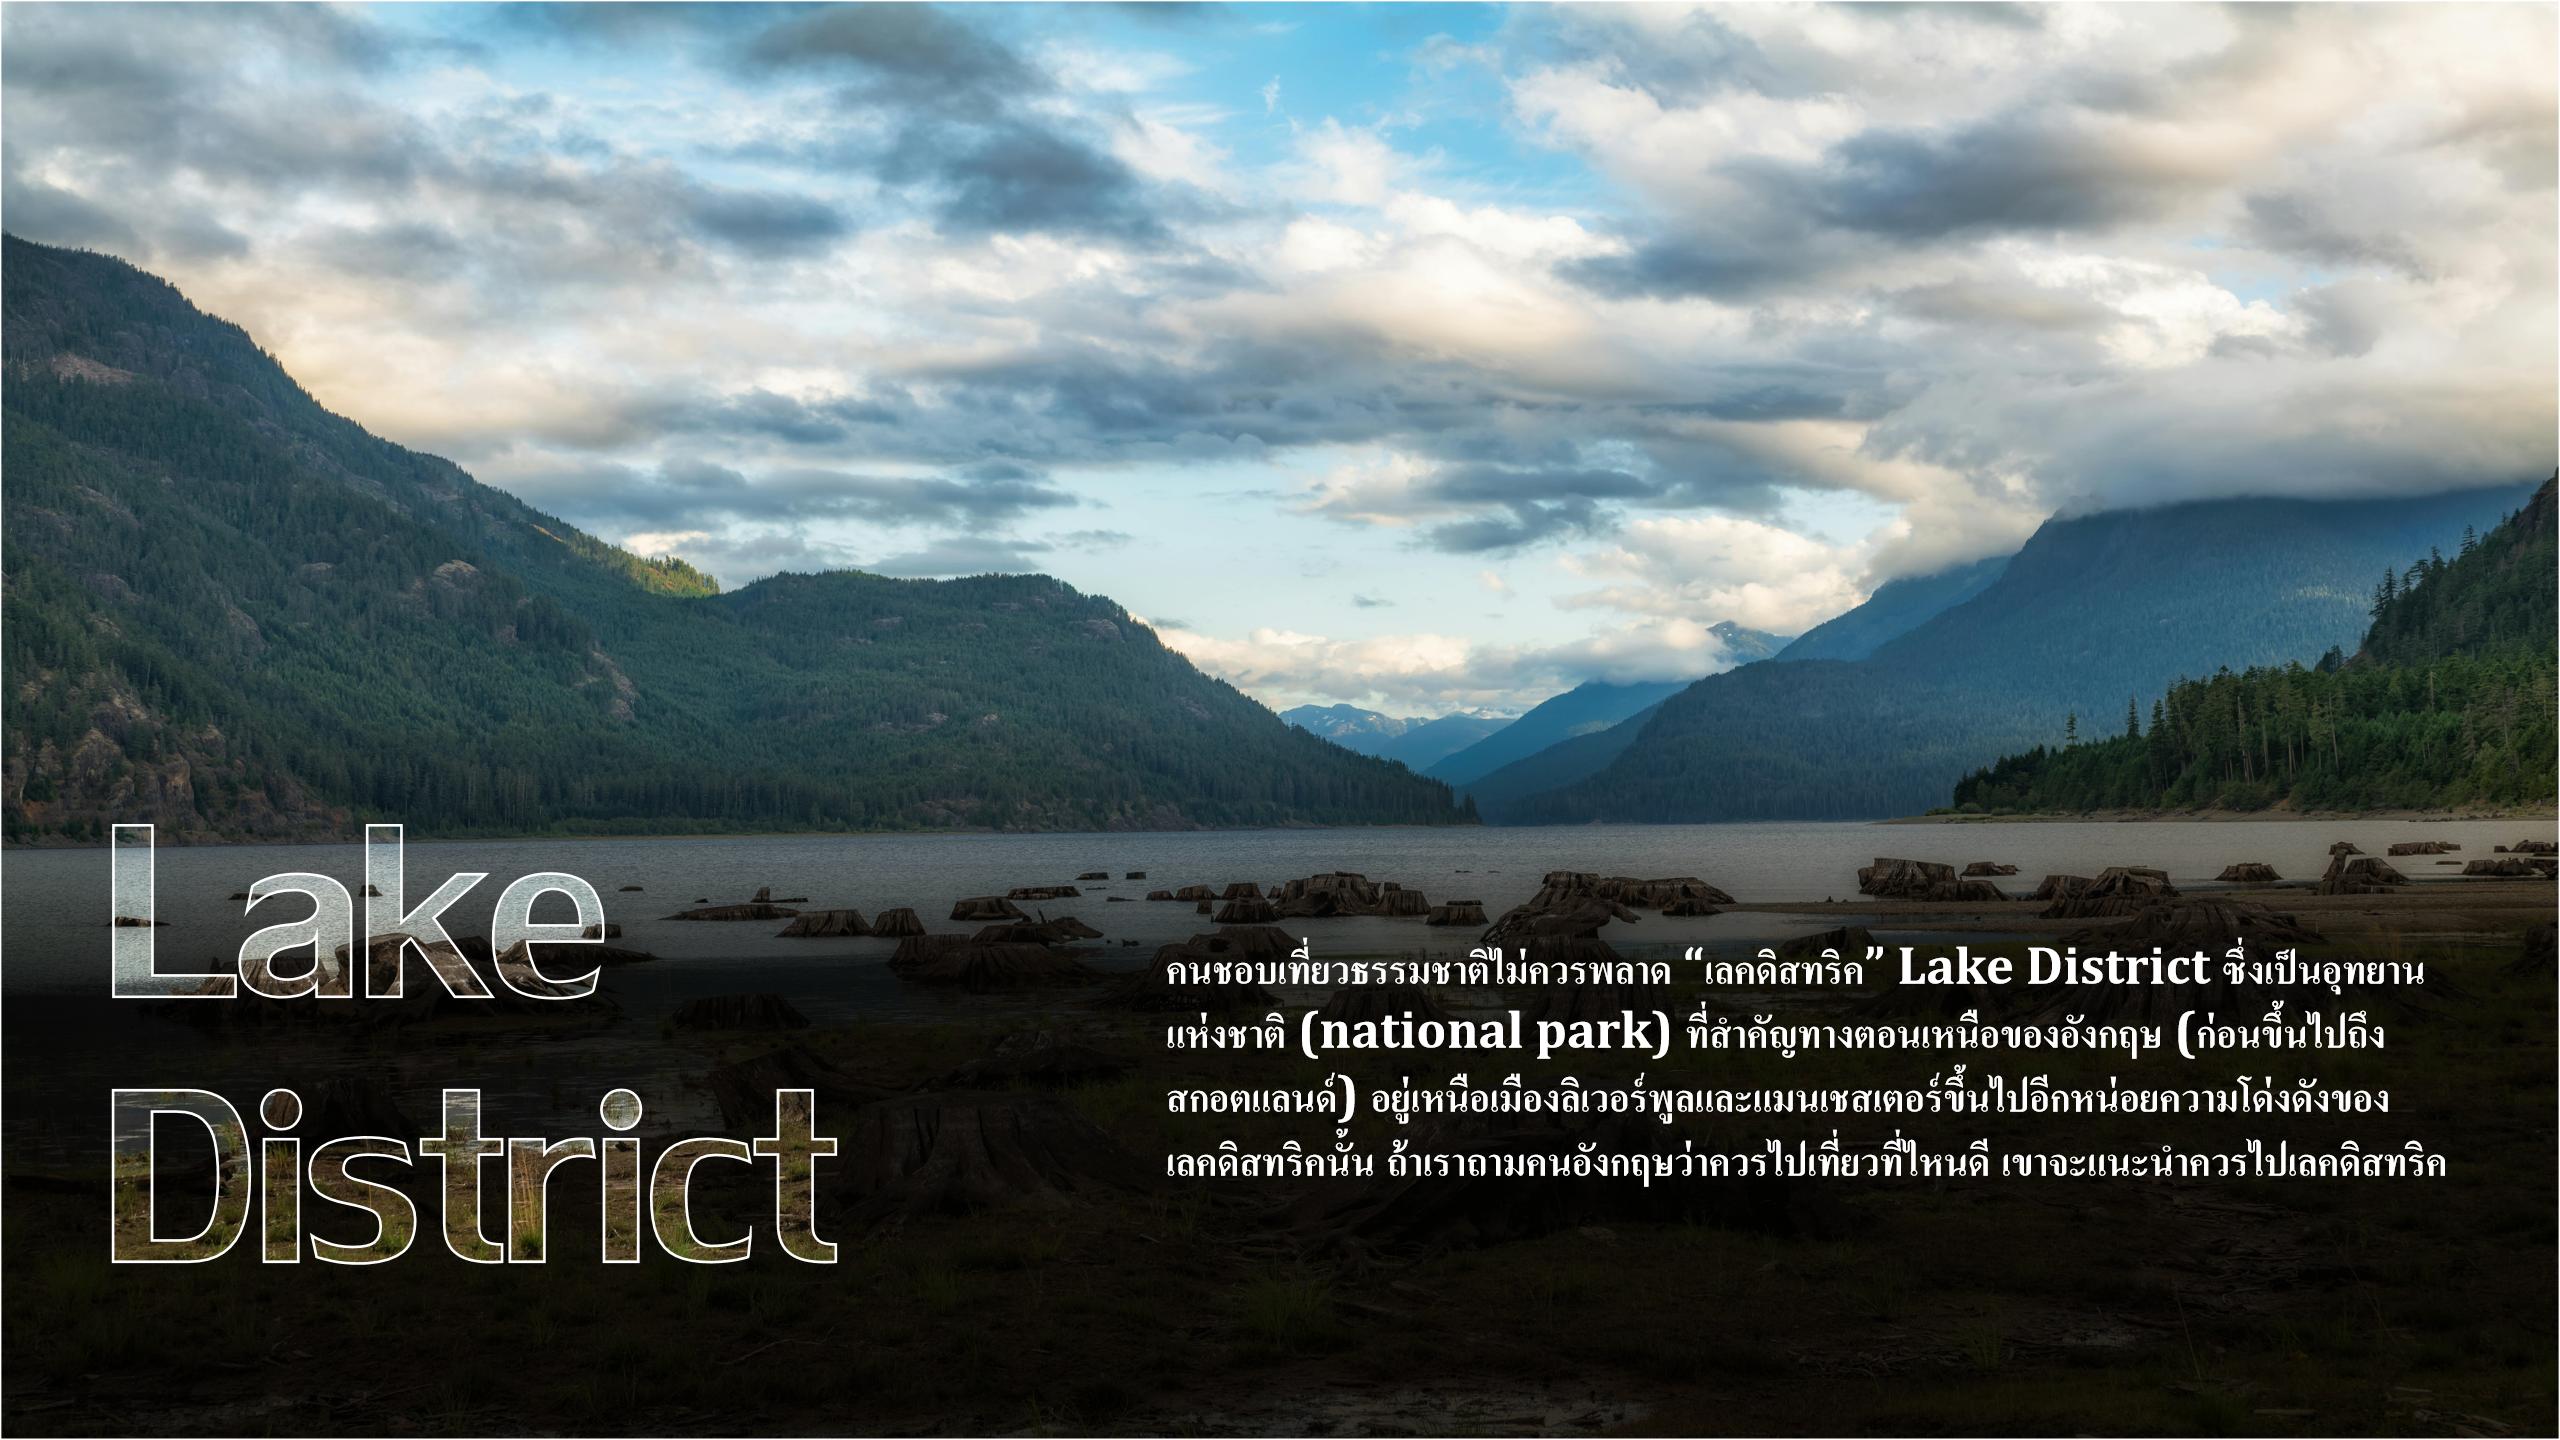 Lake
District
คนชอบเที่ยวธรรมชาติไม่ควรพลาด “เลคดิสทริค” Lake District ซึ่งเป็นอุทยาน
แห่งชาติ (national park) ที่สำคัญทางตอนเหนือของอังกฤษ (ก่อนขึ้นไปถึง
สกอตแลนด์) อยู่เหนือเมืองลิเวอร์พูลและแมนเชสเตอร์ขึ้นไปอีกหน่อยความโด่งดังของ
เลคดิสทริคนั้น ถ้าเราถามคนอังกฤษว่าควรไปเที่ยวที่ไหนดี เขาจะแนะนำควรไปเลคดิสทริค